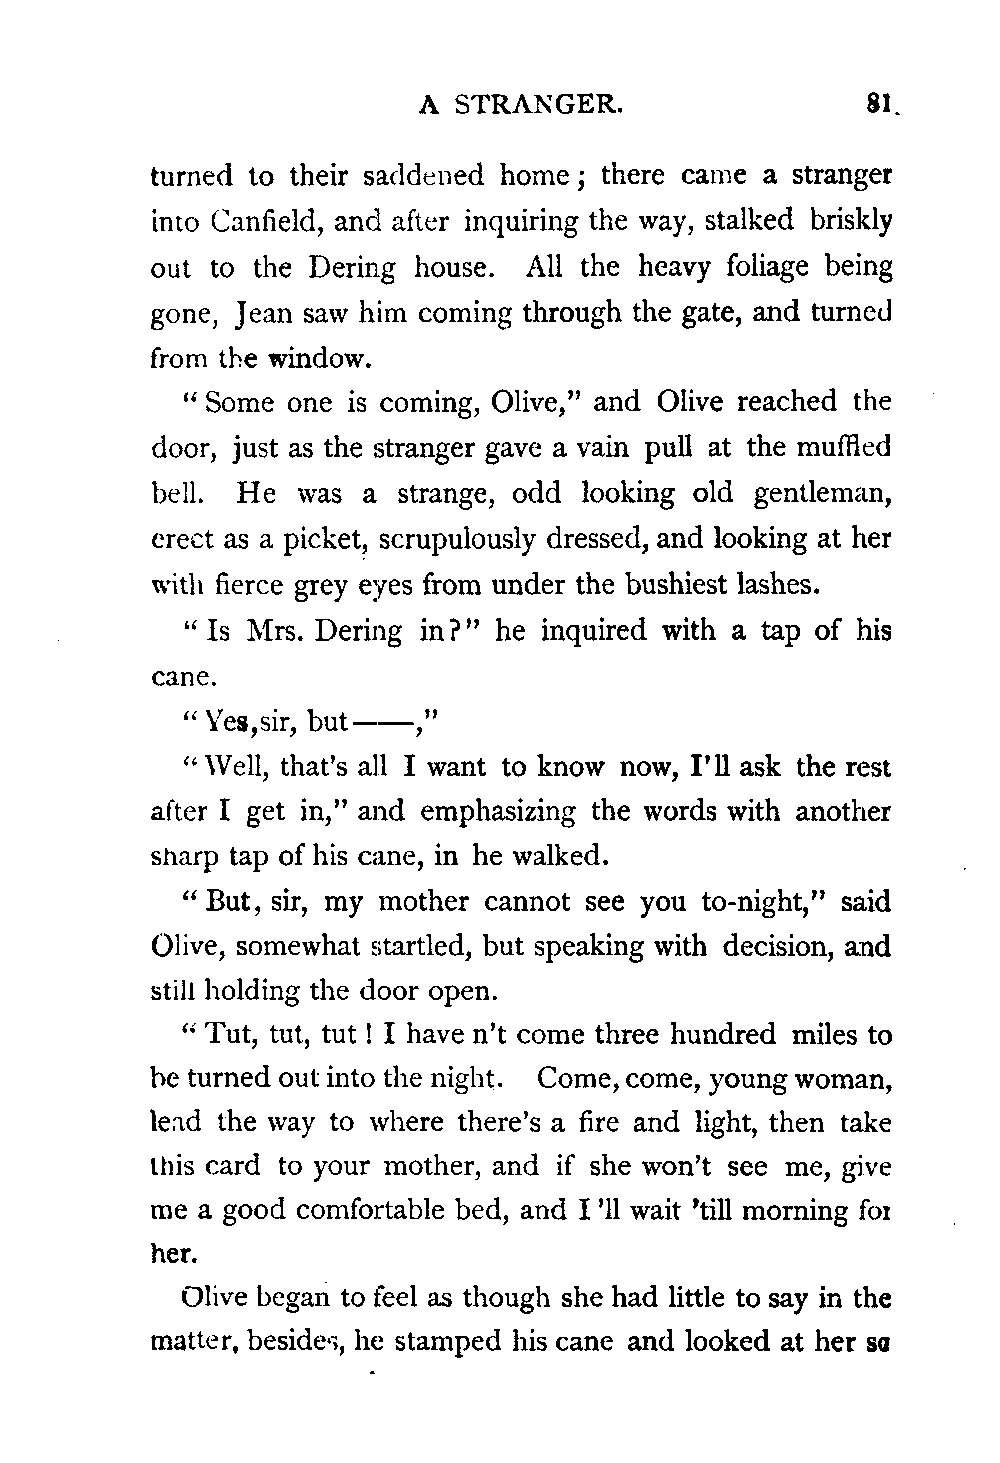 A STRANGER. 81.
turned to their saddened home; there came a stranger
into Canfield, and after inquiring the way, stalked briskly
out to the Dering house. All the heavy foliage being
gone, Jean saw him coming through the gate, and turned
from the window.
“Some one is coming, Olive,” and Olive reached the
door, just as the stranger gave a vain pull at the muffled
bell. He was a strange, odd looking old gentleman,
erect as a picket, scrupulously dressed, and looking at her
with fierce grey eyes from under the bushiest lashes.
“Is Mrs. Dering in?” he inquired with a tap of his
cane.
“Yes, sir, but——,”
“Well, that's all I want to know now, I'll ask the rest
after I get in,” and emphasizing the words with another
sharp tap of his cane, in he walked.
“But, sir, my mother cannot see you to-night,” said
Olive, somewhat startled, but speaking with decision, and
still holding the door open.
“Tut, tut, tut! I have n't come three hundred miles to
be turned out into the night. Come, come, young woman,
lead the way to where there's a fire and light, then take
this card to your mother, and if she won't see me, give
me a good comfortable bed, and I 'll wait 'till morning for
her.
Olive began to feel as though she had little to say in the
matter, besides, he stamped his cane and looked at her so